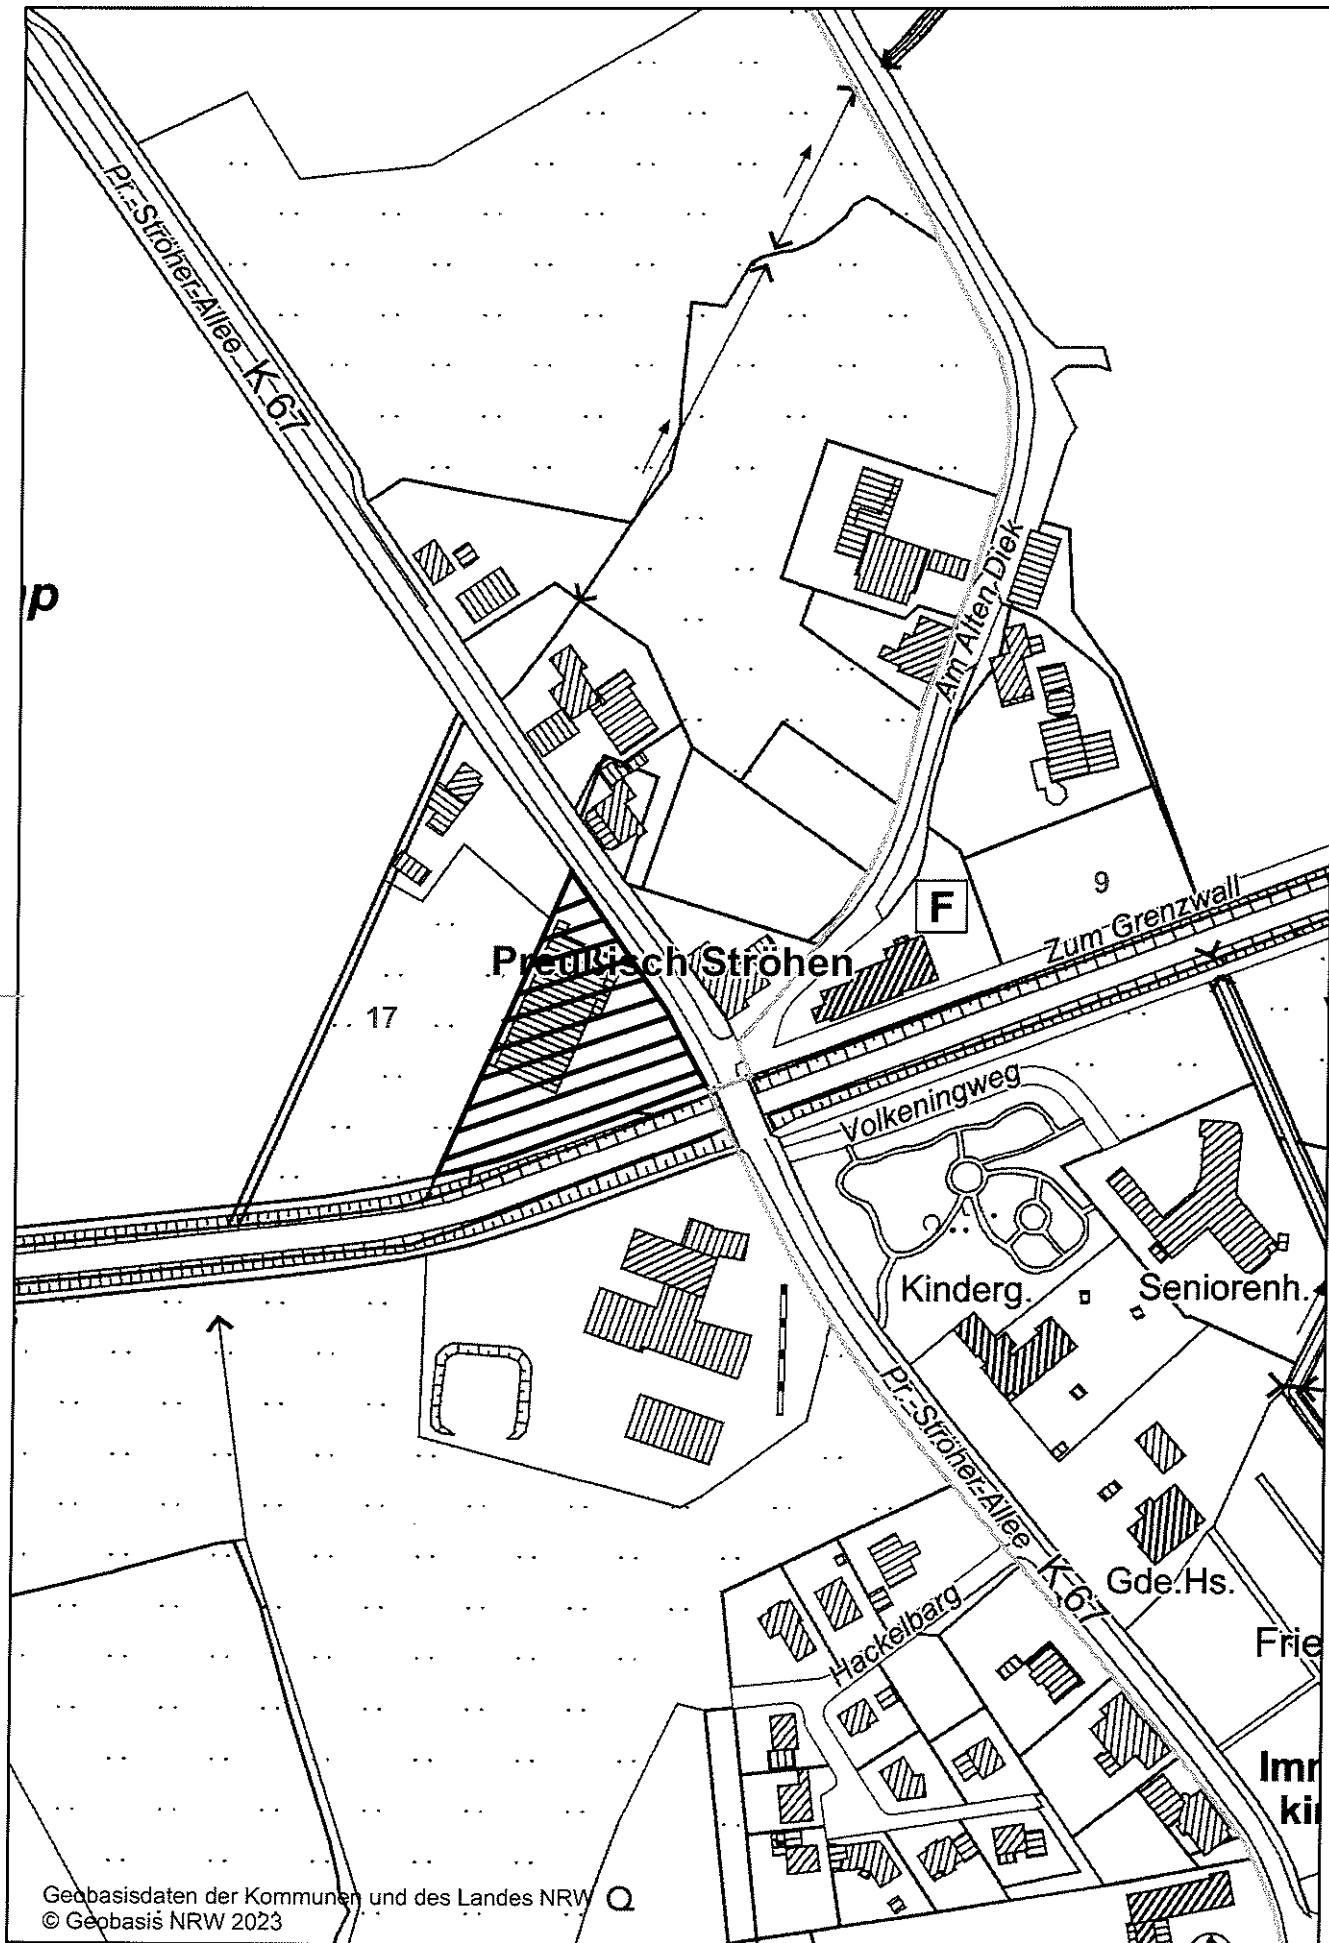 Pr.-Ströher-Allee K 67
Am Alten Diek
F
9
Zum Grenzwall
Preußisch Ströhen
17
Volkeningweg
Kinderg.
Seniorenh.
Pr.-Ströher-Allee K 67
Gde.Hs.
Hackelbarg
Frie
Imr
kir
Geobasisdaten der Kommunen und des Landes NRW
© Geobasis NRW 2023